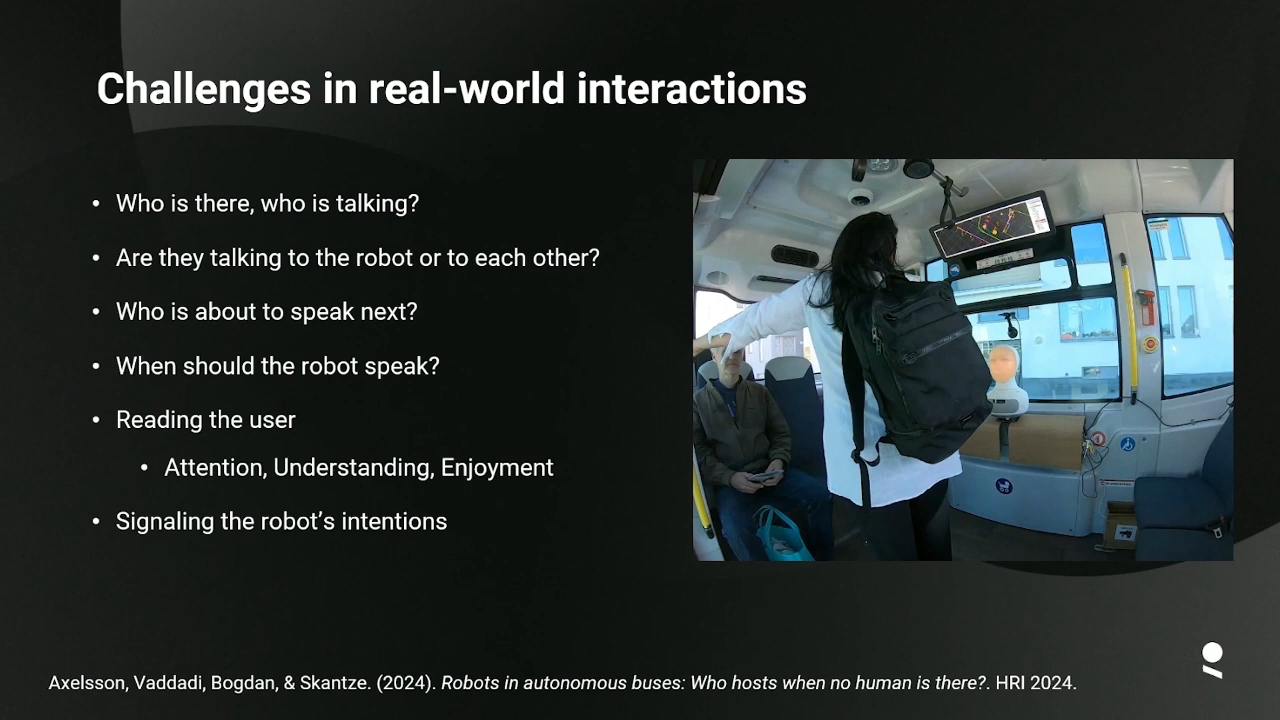 Challenges in real-world interactions
• Who is there, who is talking?
• Are they talking to the robot or to each other?
• Who is about to speak next?
• When should the robot speak?
• Reading the user
• Attention, Understanding, Enjoyment
• Signaling the robot’s intentions
Axelsson, Vaddadi, Bogdan, & Skantze. (2024). Robots in autonomous buses: Who hosts when no human is there?. HRI 2024.